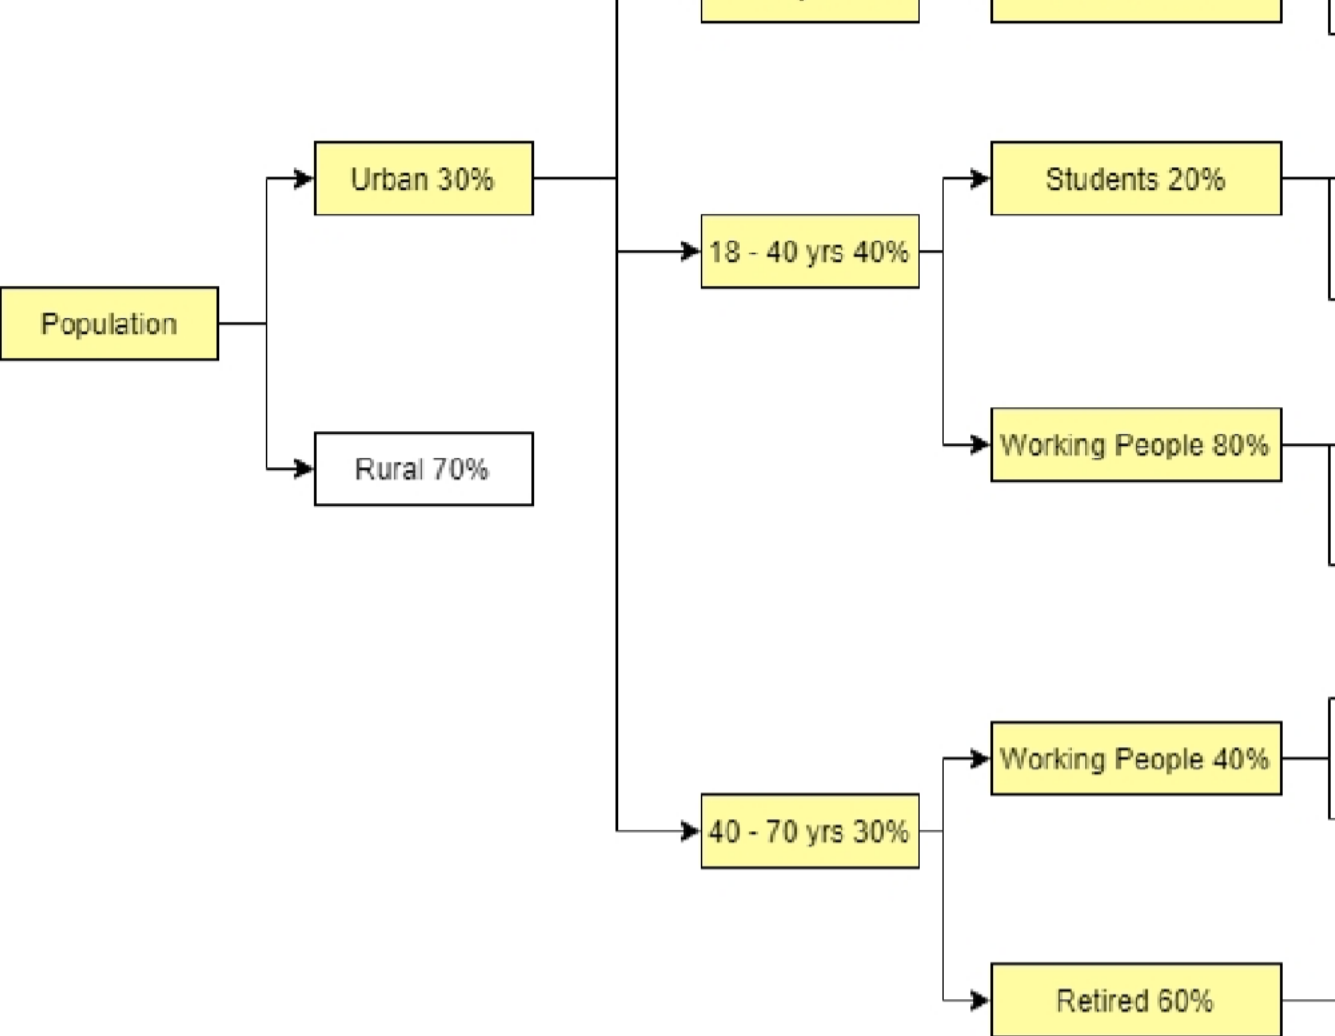 Urban 30%
Students 20%
18 - 40 yrs 40%
Population
Working People 80%
Rural 70%
Working People 40%
40 - 70 yrs 30%
Retired 60%